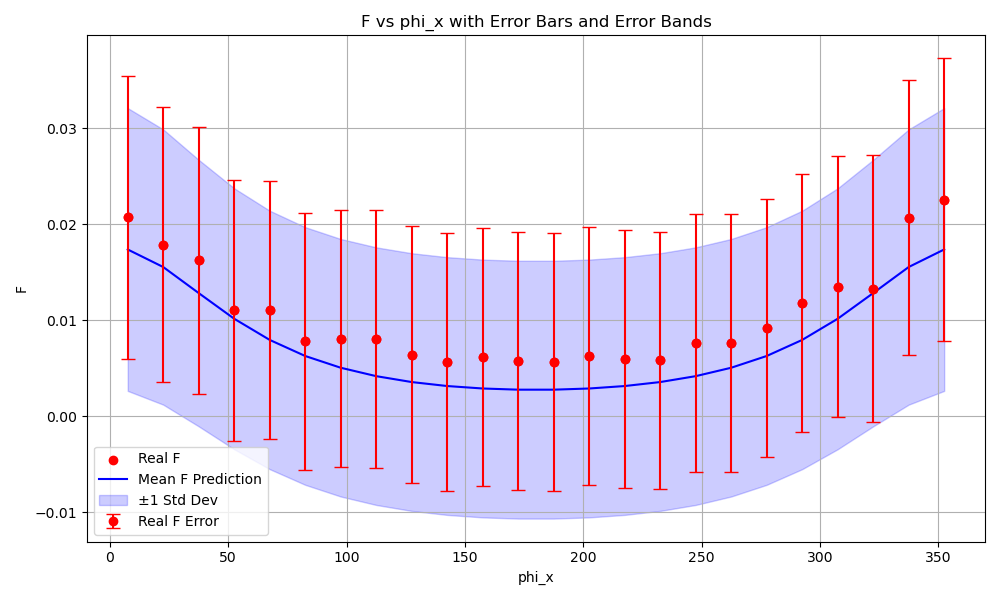 F vs phi_x with Error Bars and Error Bands
F
0.03
0.02
0.01
0.00
−0.01
Real F
Mean F Prediction
±1 Std Dev
Real F Error
0 50 100 150 200 250 300 350
phi_x